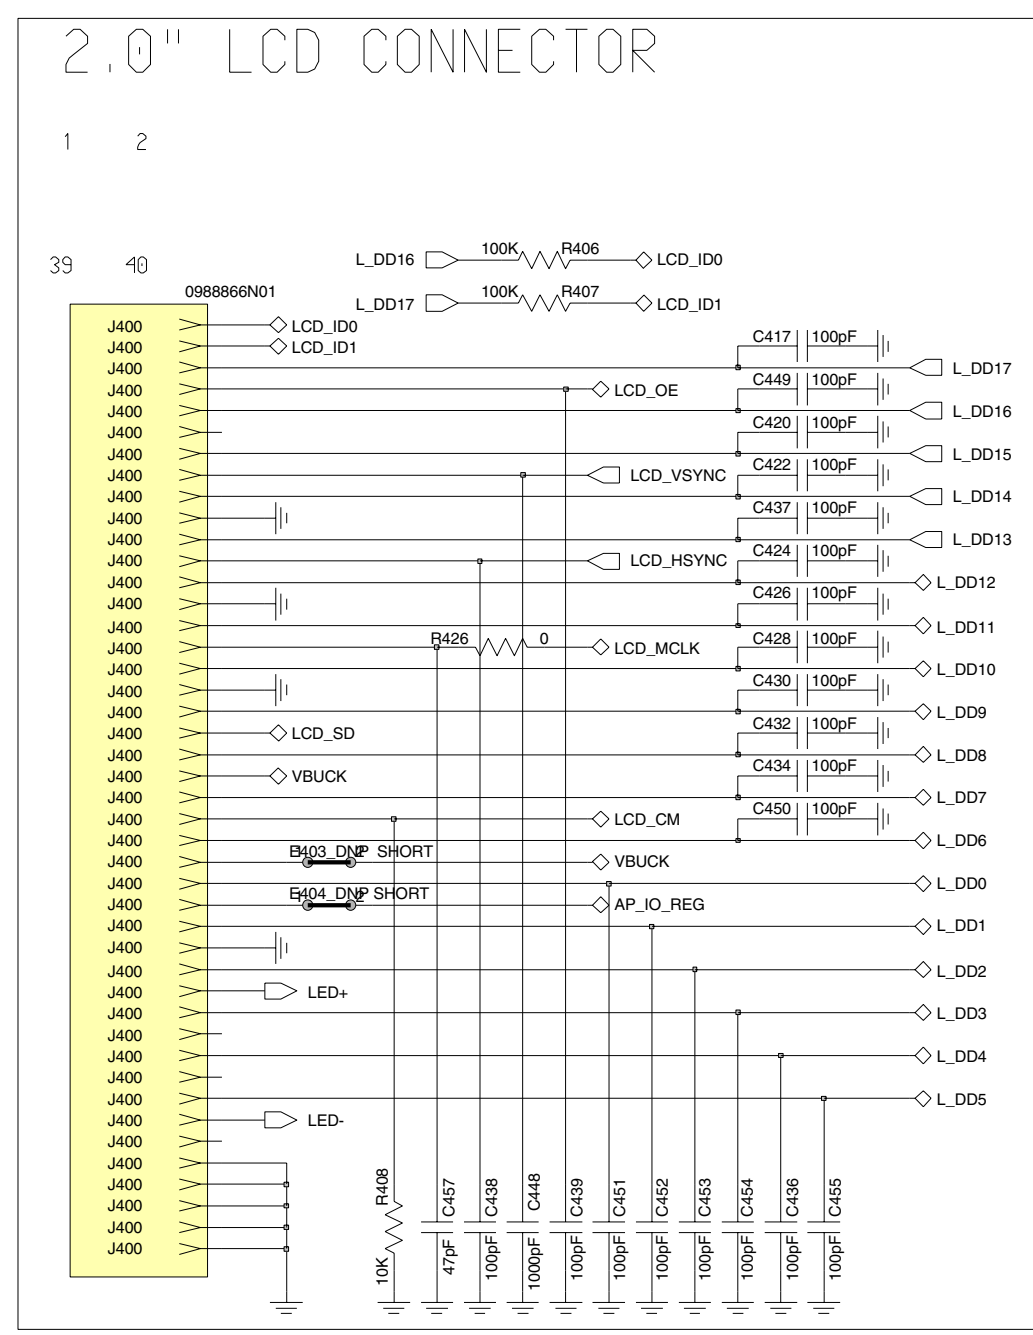 2.0" LCD CONNECTOR
1 2
39 40
L_DD16 100K R406 LCD_ID0
0988866N01
L_DD17 100K R407 LCD_ID1
J400 LCD_ID0
J400 LCD_ID1
C417 100pF
J400 L_DD17
J400 LCD_OE C449 100pF
J400 L_DD16
J400 C420 100pF
J400 L_DD15
J400 LCD_VSYNC C422 100pF
J400 L_DD14
J400 C437 100pF
J400 L_DD13
J400 LCD_HSYNC C424 100pF
J400 L_DD12
J400 C426 100pF
J400 L_DD11
J400 R426 0 LCD_MCLK C428 100pF
J400 L_DD10
J400 C430 100pF
J400 L_DD9
J400 LCD_SD C432 100pF
J400 L_DD8
J400 VBUCK C434 100pF
J400 L_DD7
J400 LCD_CM C450 100pF
J400 L_DD6
E403_DNP SHORT
J400 1 2 VBUCK
J400 L_DD0
E404_DNP SHORT
J400 1 2 AP_IO_REG
J400 L_DD1
J400
J400 L_DD2
J400 LED+
J400 L_DD3
J400
J400 L_DD4
J400
J400 L_DD5
J400 LED-
J400
J400
J400
J400
J400
J400
R408 10K
C457 47pF
C438 100pF
C448 1000pF
C439 100pF
C451 100pF
C452 100pF
C453 100pF
C454 100pF
C436 100pF
C455 100pF